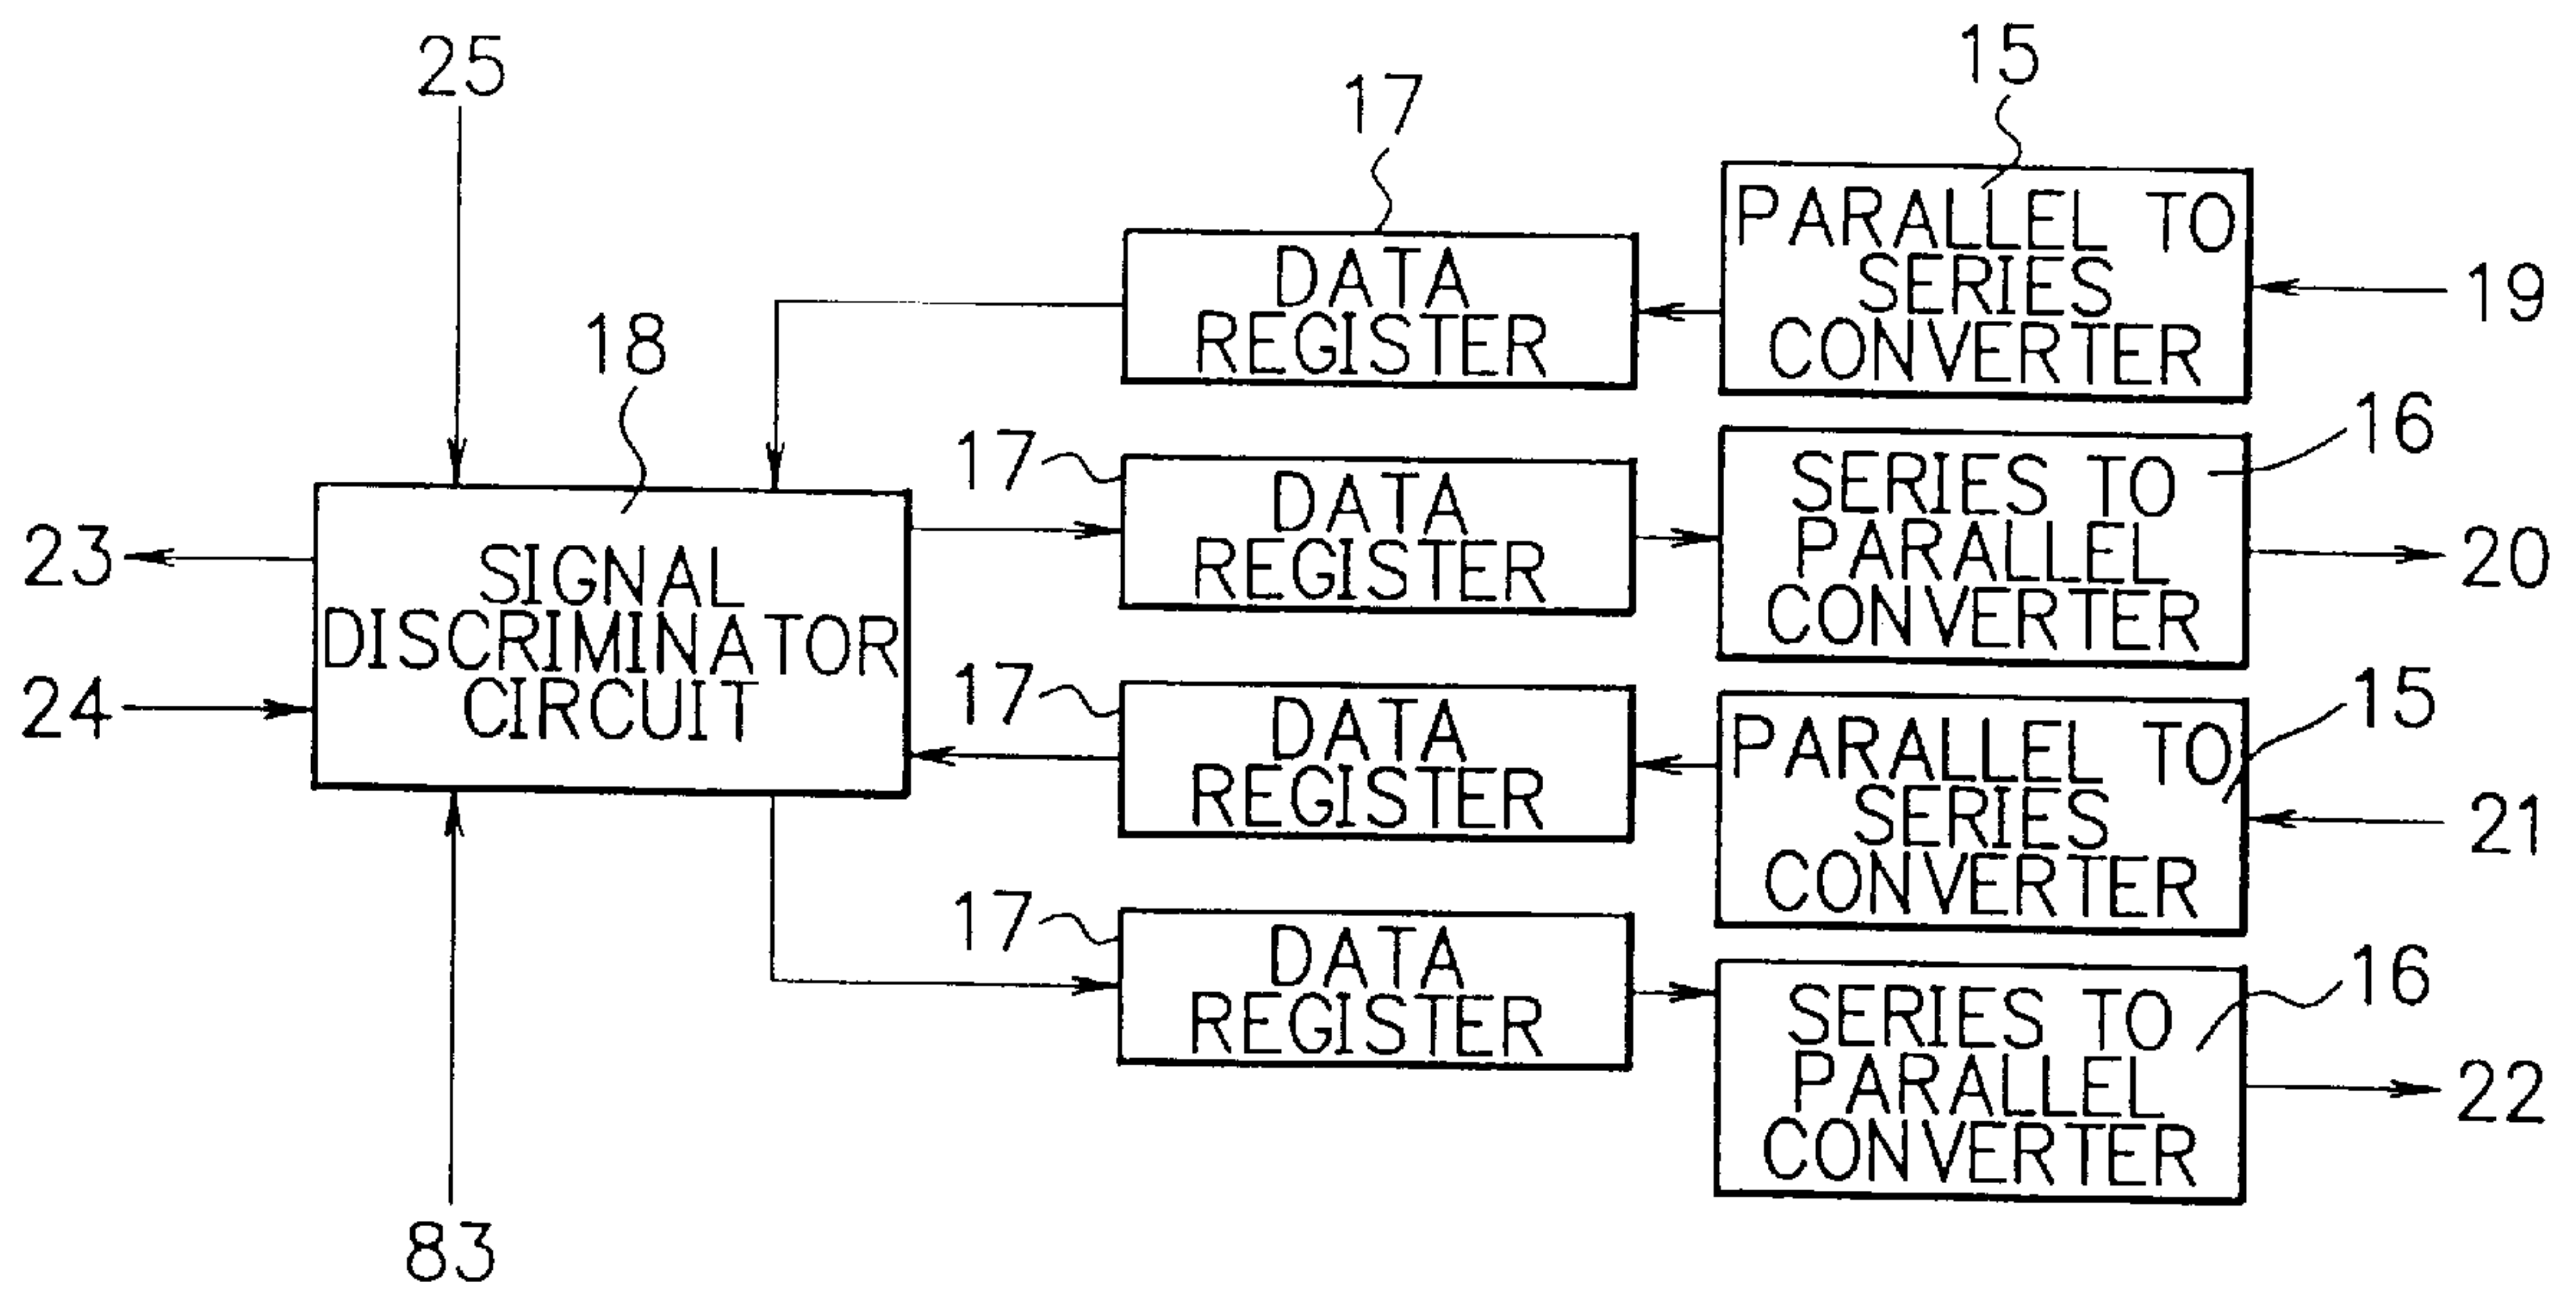 25
15
17
PARALLEL TO
SERIES
CONVERTER
19
DATA
REGISTER
18
16
17
SERIES TO
PARALLEL
CONVERTER
20
DATA
REGISTER
23
SIGNAL
DISCRIMINATOR
CIRCUIT
24
17
DATA
REGISTER
15
PARALLEL TO
SERIES
CONVERTER
21
17
DATA
REGISTER
16
SERIES TO
PARALLEL
CONVERTER
22
83